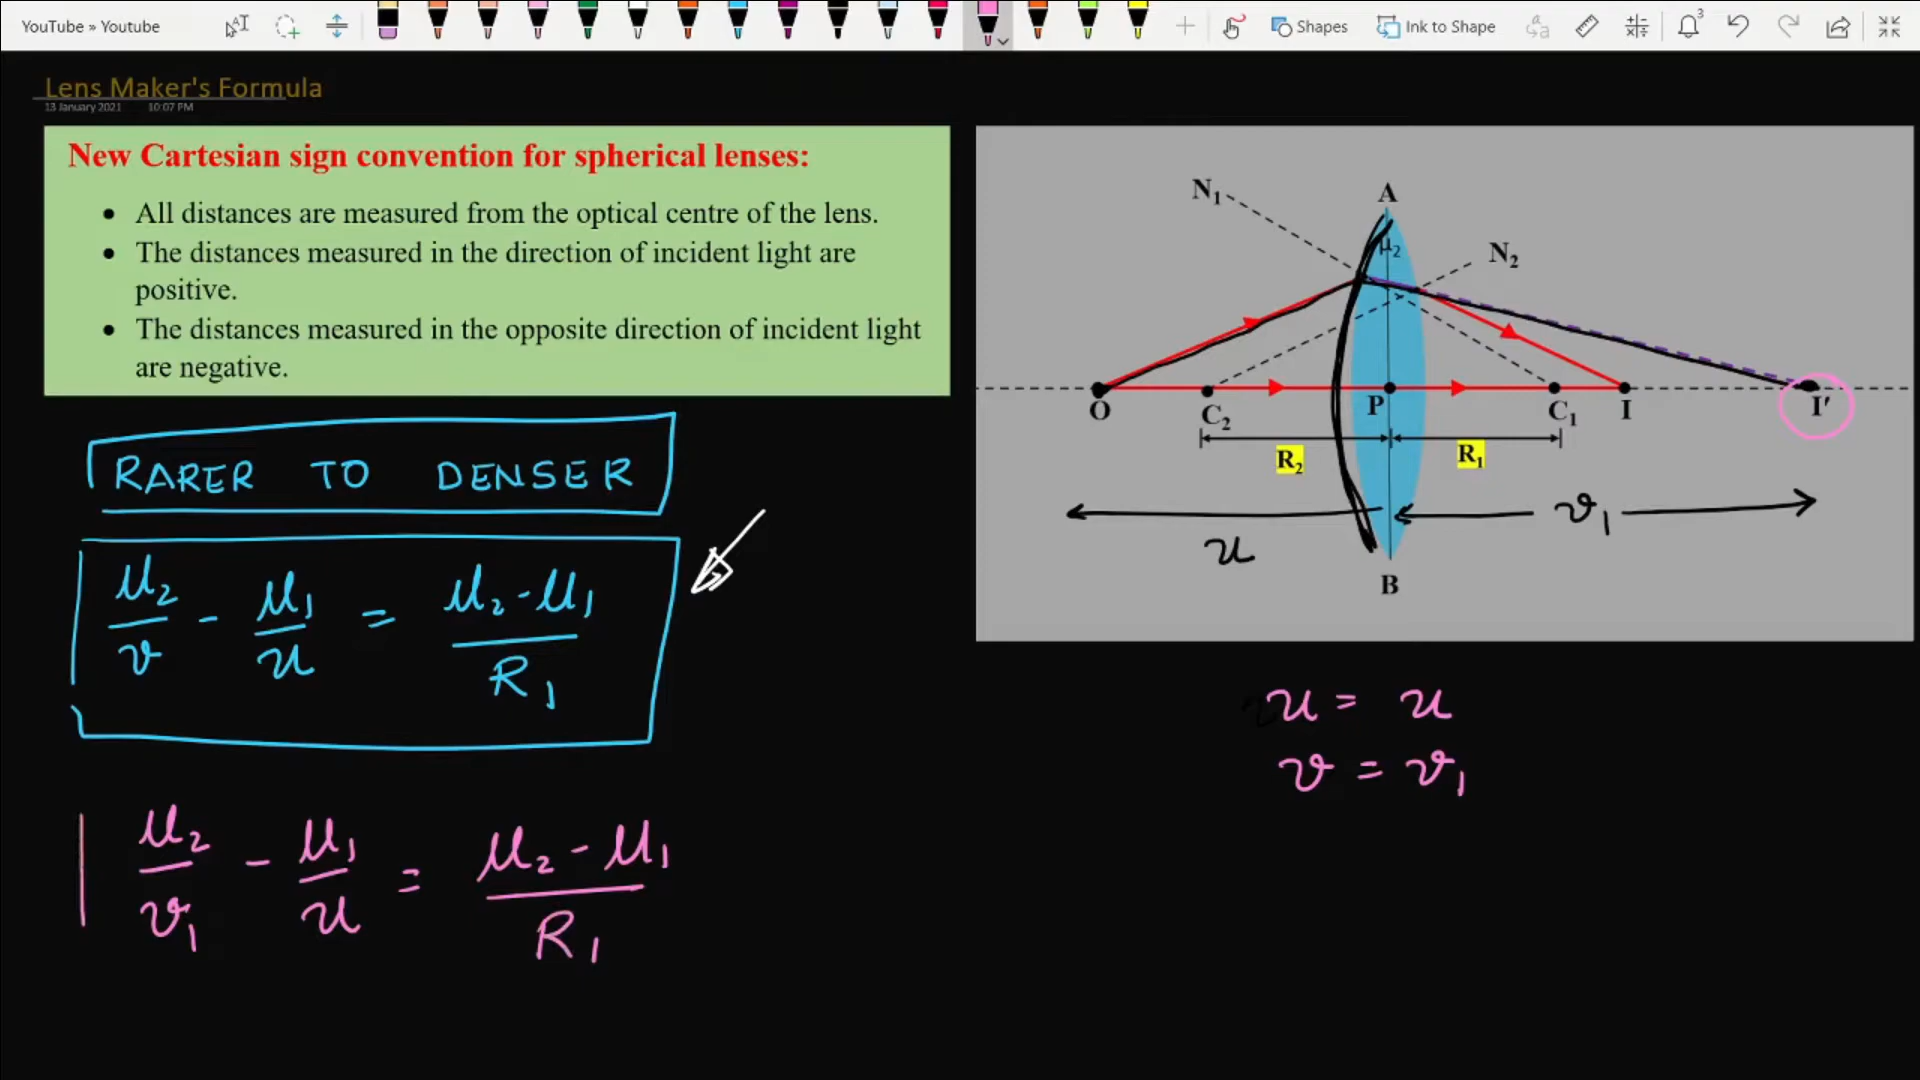 YouTube » Youtube
Shapes
Ink to Shape
3
Lens Maker's Formula
13 January 2021 10:07 PM
New Cartesian sign convention for spherical lenses:
• All distances are measured from the optical centre of the lens.
• The distances measured in the direction of incident light are
positive.
• The distances measured in the opposite direction of incident light
are negative.
N₁
A
μ₂
N₂
O
C₂
P
C₁
I
I′
R₂
R₁
u
v₁
B
RARER TO DENSER
μ₂/v - μ₁/u = μ₂-μ₁/R₁
u = u
v = v₁
μ₂/v₁ - μ₁/u = μ₂-μ₁/R₁